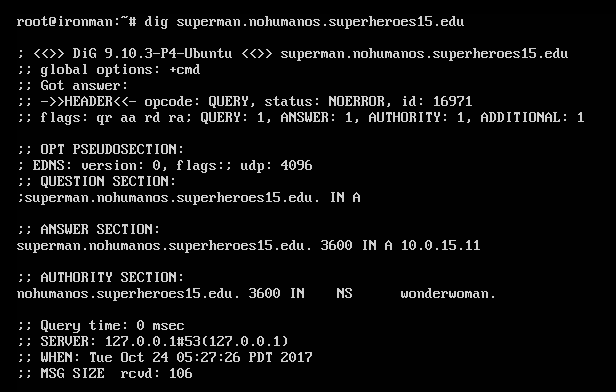 root@ironman:~# dig superman.nohumanos.superheroes15.edu
; <<>> DiG 9.10.3-P4-Ubuntu <<>> superman.nohumanos.superheroes15.edu
;; global options: +cmd
;; Got answer:
;; ->>HEADER<<- opcode: QUERY, status: NOERROR, id: 16971
;; flags: qr aa rd ra; QUERY: 1, ANSWER: 1, AUTHORITY: 1, ADDITIONAL: 1
;; OPT PSEUDOSECTION:
; EDNS: version: 0, flags:; udp: 4096
;; QUESTION SECTION:
;superman.nohumanos.superheroes15.edu. IN A
;; ANSWER SECTION:
superman.nohumanos.superheroes15.edu. 3600 IN A 10.0.15.11
;; AUTHORITY SECTION:
nohumanos.superheroes15.edu. 3600 IN NS wonderwoman.
;; Query time: 0 msec
;; SERVER: 127.0.0.1#53(127.0.0.1)
;; WHEN: Tue Oct 24 05:27:26 PDT 2017
;; MSG SIZE rcvd: 106